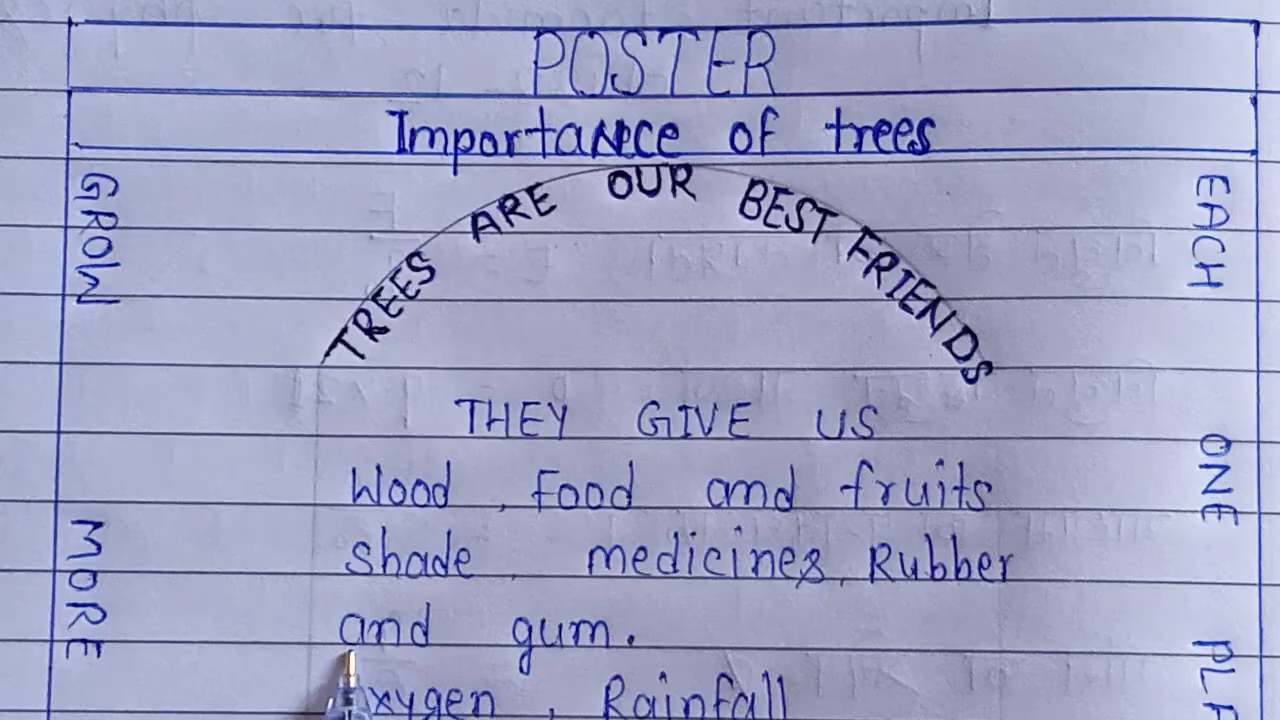 POSTER
Importance of trees
TREES ARE OUR BEST FRIENDS
GROW MORE
EACH ONE
THEY GIVE US
Wood, Food and fruits
Shade, medicines, Rubber
and gum.
Rainfall